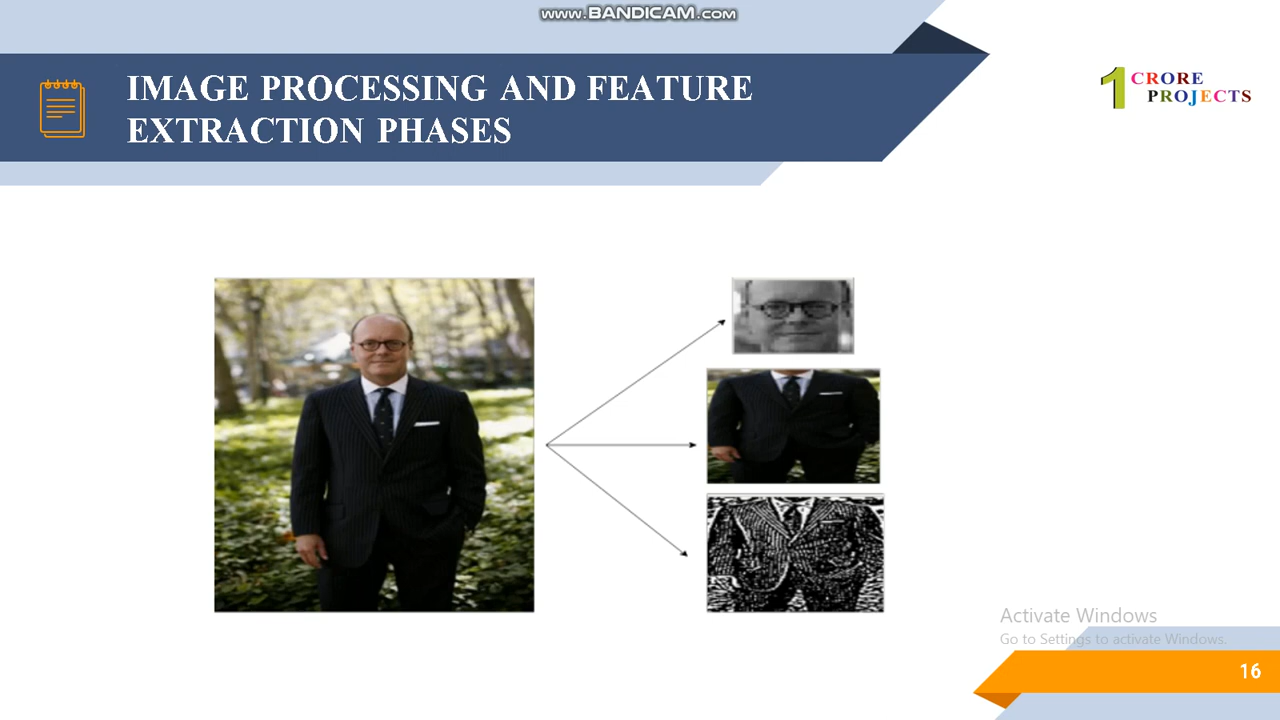 www.BANDICAM.com
IMAGE PROCESSING AND FEATURE
EXTRACTION PHASES
1 CRORE
PROJECTS
Activate Windows
Go to Settings to activate Windows.
16